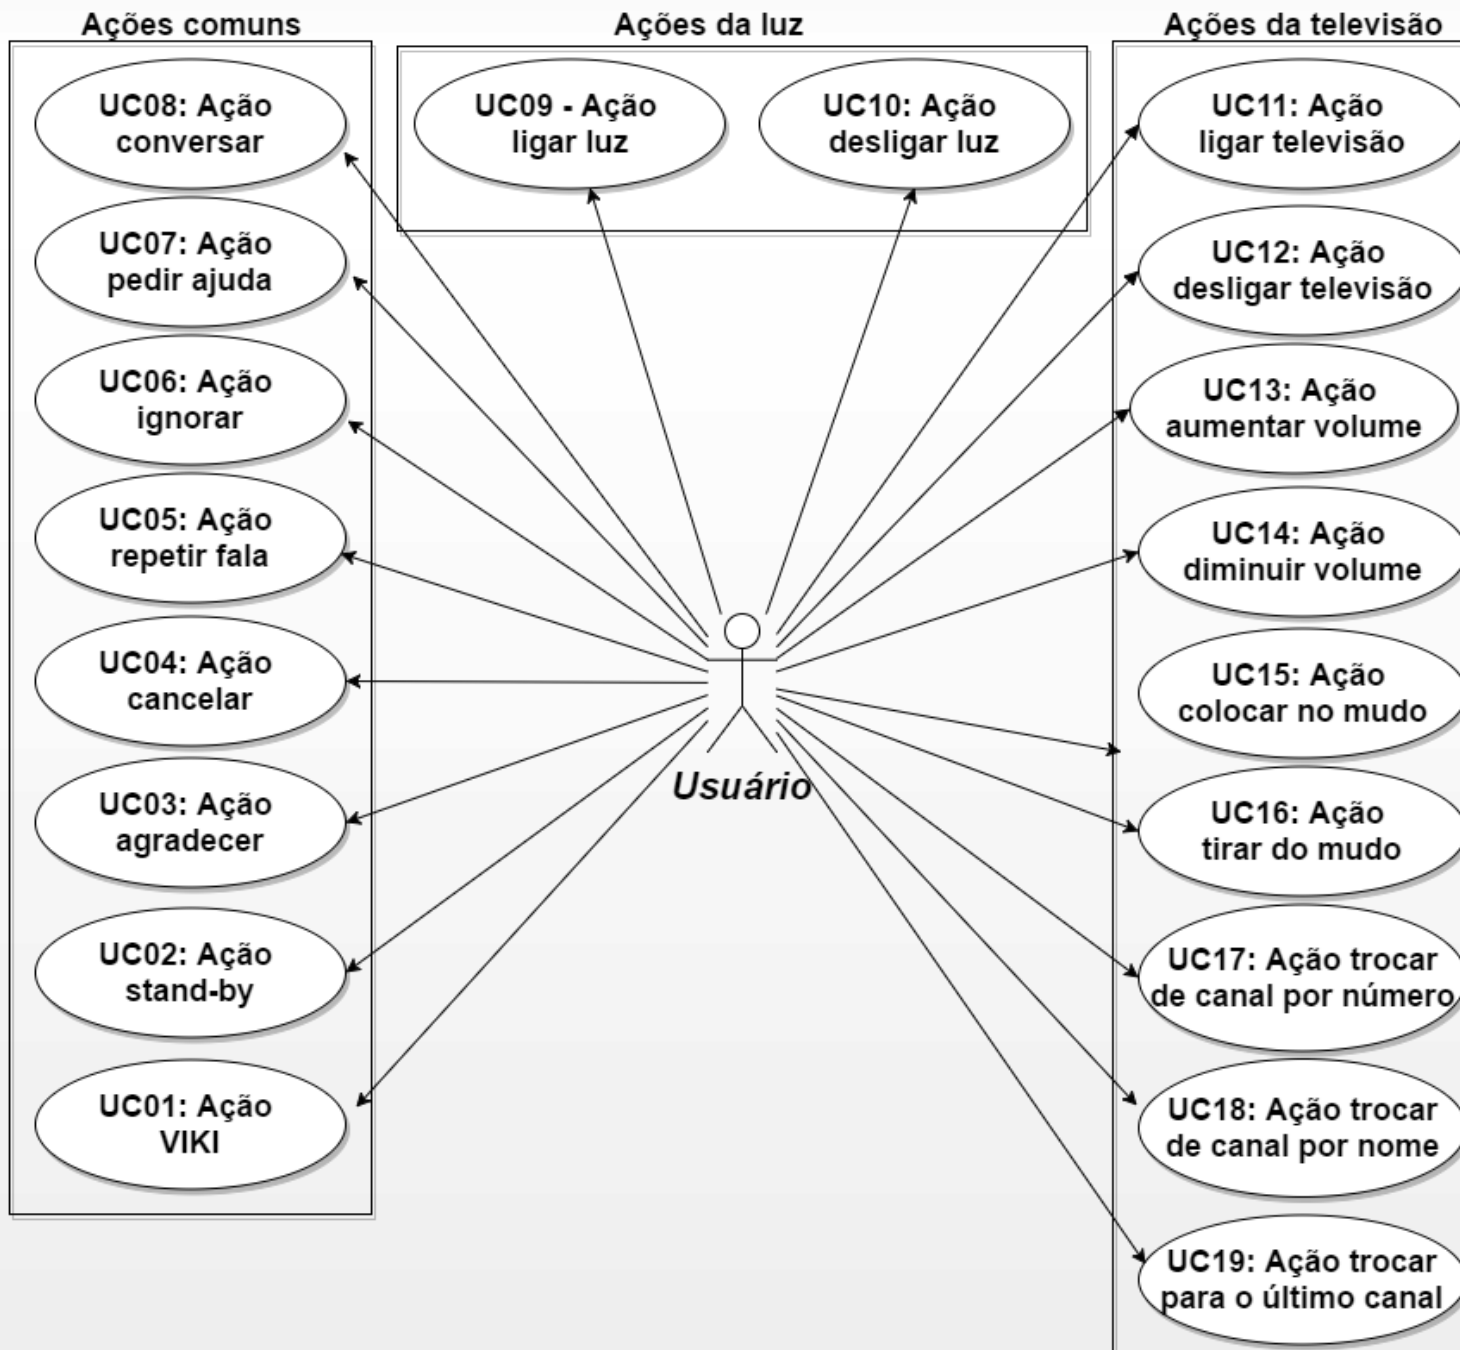 Ações comuns
UC08: Ação
conversar
UC07: Ação
pedir ajuda
UC06: Ação
ignorar
UC05: Ação
repetir fala
UC04: Ação
cancelar
UC03: Ação
agradecer
UC02: Ação
stand-by
UC01: Ação
VIKI
Ações da luz
UC09 - Ação
ligar luz
UC10: Ação
desligar luz
Usuário
Ações da televisão
UC11: Ação
ligar televisão
UC12: Ação
desligar televisão
UC13: Ação
aumentar volume
UC14: Ação
diminuir volume
UC15: Ação
colocar no mudo
UC16: Ação
tirar do mudo
UC17: Ação trocar
de canal por número
UC18: Ação trocar
de canal por nome
UC19: Ação trocar
para o último canal